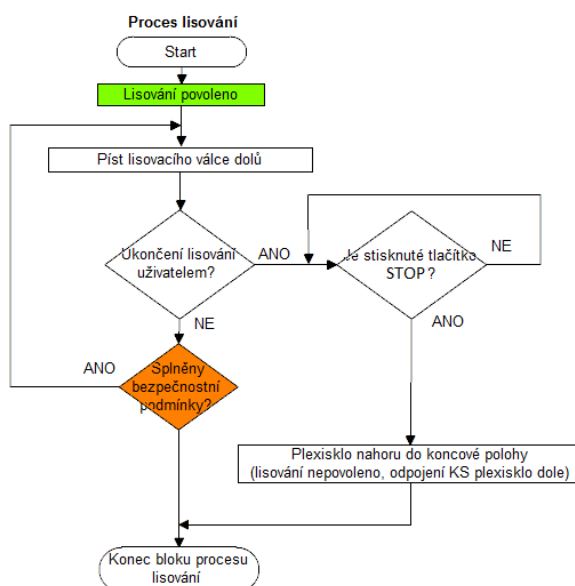 Proces lisování
Start
Lisování povoleno
Píst lisovacího válce dolů
Ukončení lisování
uživatelem?
ANO
Je stisknuté tlačítko
STOP?
NE
NE
ANO
ANO
Splněny
bezpečnostní
podmínky?
Plexisklo nahoru do koncové polohy
(lisování nepovoleno, odpojení KS plexisklo dole)
Konec bloku procesu
lisování